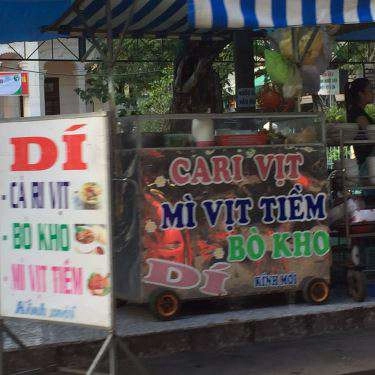 DÍ
- CÀ RI VỊT
- BÒ KHO
- MÌ VỊT TIỀM
Kính mời
CARI VỊT
MÌ VỊT TIỀM
BÒ KHO
DÍ
KÍNH MỜI